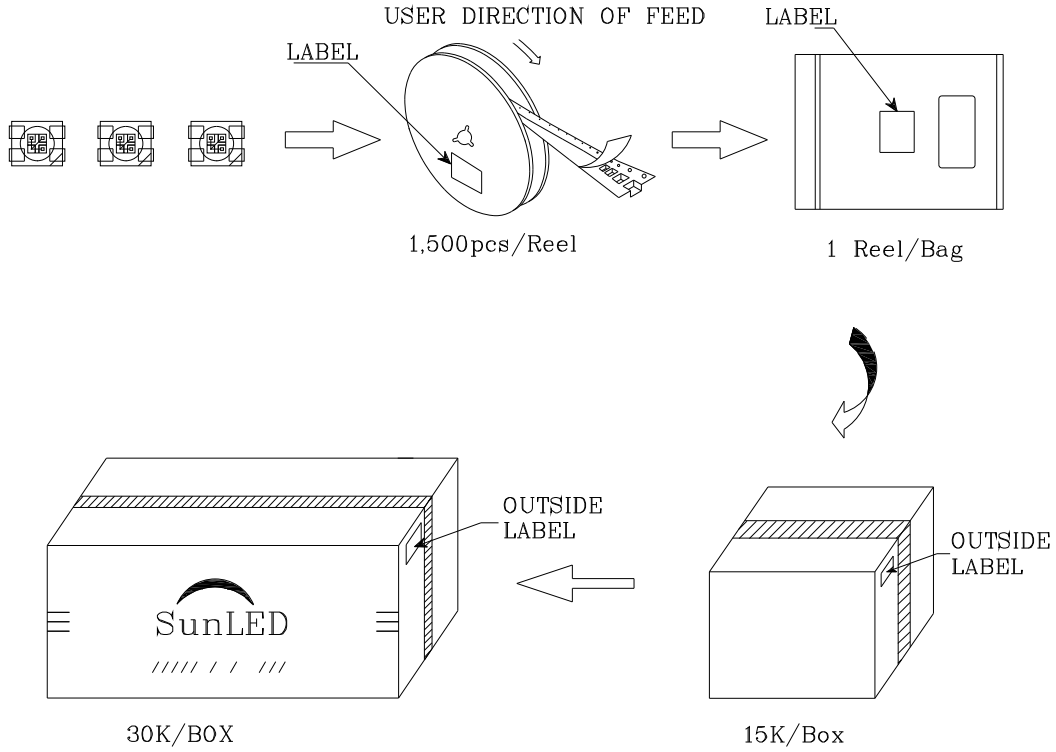 USER DIRECTION OF FEED
LABEL
LABEL
1,500pcs/Reel
1 Reel/Bag
OUTSIDE
LABEL
OUTSIDE
LABEL
SunLED
30K/BOX
15K/Box